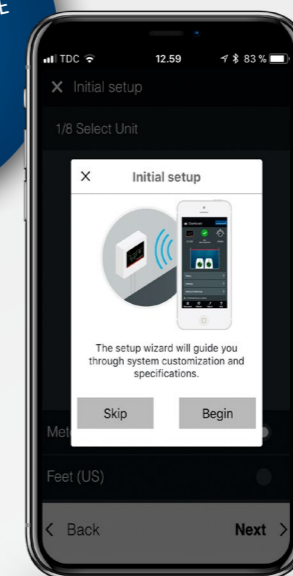 TDC 12.59 83 %
Initial setup
1/8 Select Unit
Initial setup
The setup wizard will guide you
through system customization and
specifications.
Skip Begin
Feet (US)
Back Next